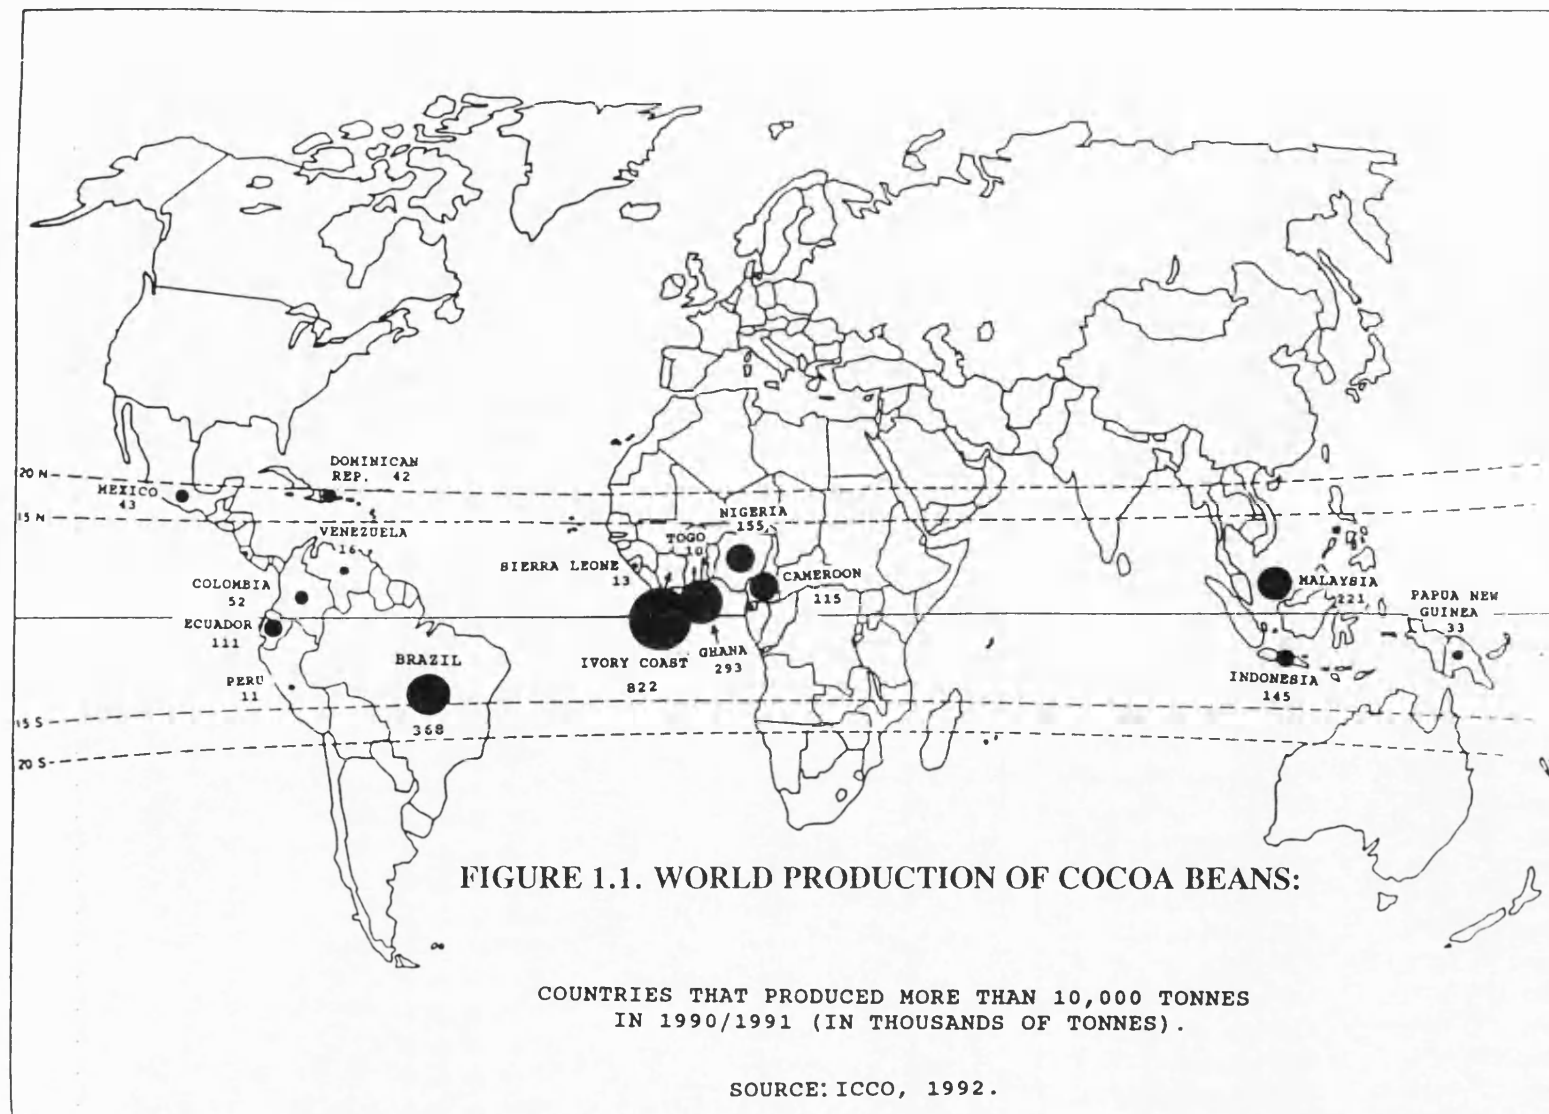 20 N
DOMINICAN
REP. 42
MEXICO
43
15 N
VENEZUELA
16
NIGERIA
155
TOGO
10
SIERRA LEONE
13
CAMEROON
115
COLOMBIA
52
MALAYSIA
221
PAPUA NEW
GUINEA
33
ECUADOR
111
GHANA
293
IVORY COAST
822
BRAZIL
368
PERU
11
INDONESIA
145
15 S
20 S
FIGURE 1.1. WORLD PRODUCTION OF COCOA BEANS:
COUNTRIES THAT PRODUCED MORE THAN 10,000 TONNES
IN 1990/1991 (IN THOUSANDS OF TONNES).
SOURCE: ICCO, 1992.